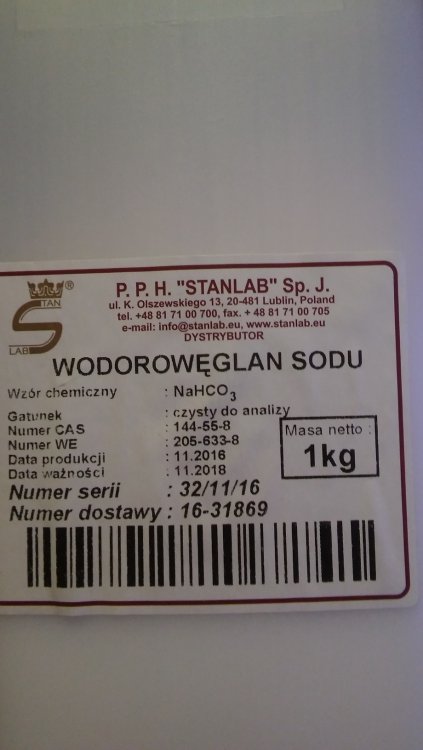 STAN
LAB
®
P. P. H. "STANLAB" Sp. J.
ul. K. Olszewskiego 13, 20-481 Lublin, Poland
tel. +48 81 71 00 700, fax. + 48 81 71 00 705
e-mail: info@stanlab.eu, www.stanlab.eu
DYSTRYBUTOR
WODOROWĘGLAN SODU
Wzór chemiczny : NaHCO₃
Gatunek : czysty do analizy
Numer CAS : 144-55-8
Numer WE : 205-633-8
Data produkcji : 11.2016
Data ważności : 11.2018
Masa netto :
1kg
Numer serii : 32/11/16
Numer dostawy : 16-31869